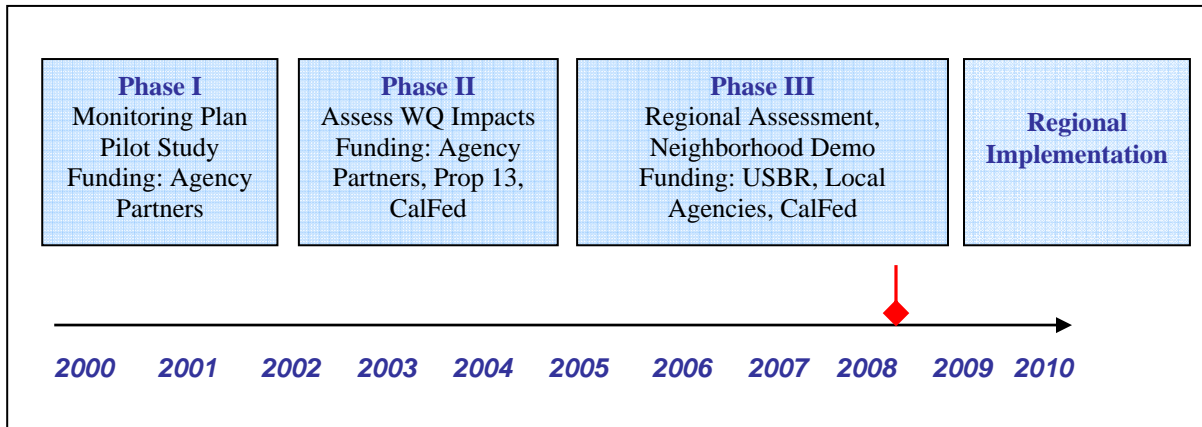 Phase I
Monitoring Plan
Pilot Study
Funding: Agency
Partners
Phase II
Assess WQ Impacts
Funding: Agency
Partners, Prop 13,
CalFed
Phase III
Regional Assessment,
Neighborhood Demo
Funding: USBR, Local
Agencies, CalFed
Regional
Implementation
2000 2001 2002 2003 2004 2005 2006 2007 2008 2009 2010